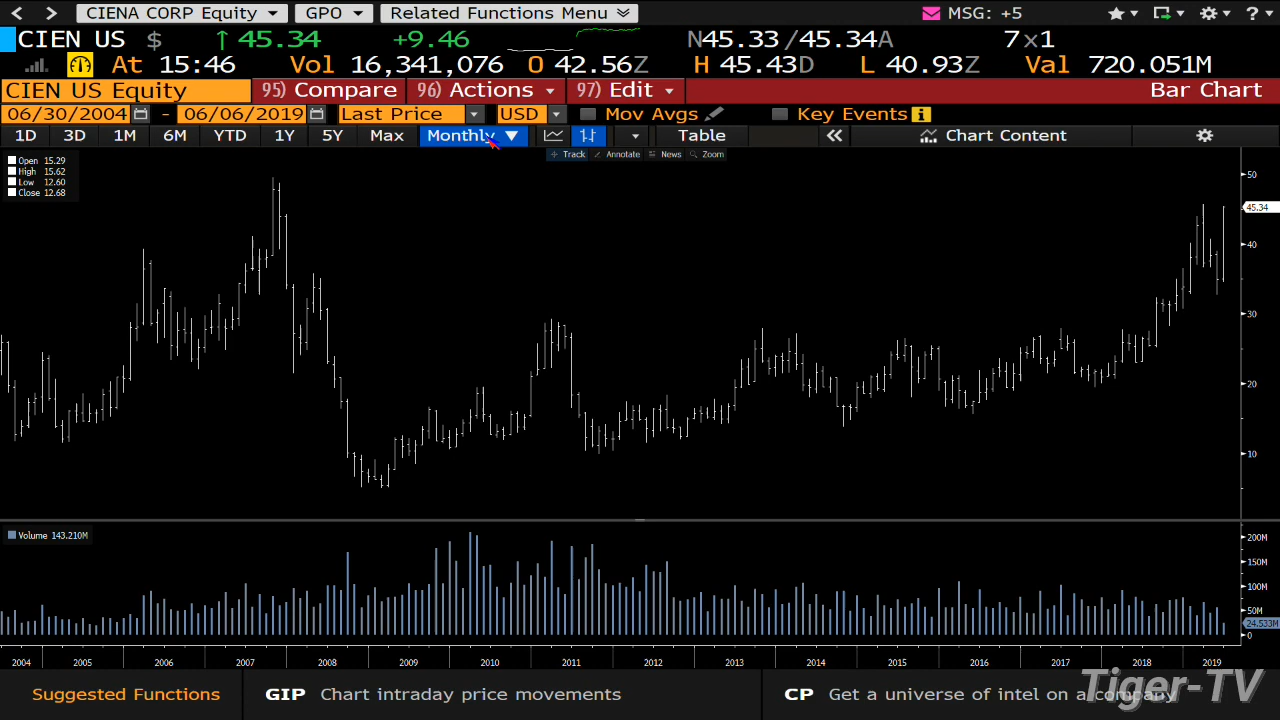 CIENA CORP Equity GPO Related Functions Menu MSG: +5 ?
CIEN US $ ↑ 45.34 +9.46 N45.33 /45.34A 7×1
At 15:46 Vol 16,341,076 O 42.56Z H 45.43D L 40.93Z Val 720.051M
CIEN US Equity 95) Compare 96) Actions 97) Edit Bar Chart
06/30/2004 - 06/06/2019 Last Price USD Mov Avgs Key Events i
1D 3D 1M 6M YTD 1Y 5Y Max Monthly ▼ Table « Chart Content
Track Annotate News Zoom
Open 15.29
High 15.62
Low 12.60
Close 12.68
50
45.34
40
30
20
10
Volume 143.210M
200M
150M
100M
50M
24.533M
0
2004 2005 2006 2007 2008 2009 2010 2011 2012 2013 2014 2015 2016 2017 2018 2019
Suggested Functions GIP Chart intraday price movements CP Get a universe of intel on a company
Tiger-TV